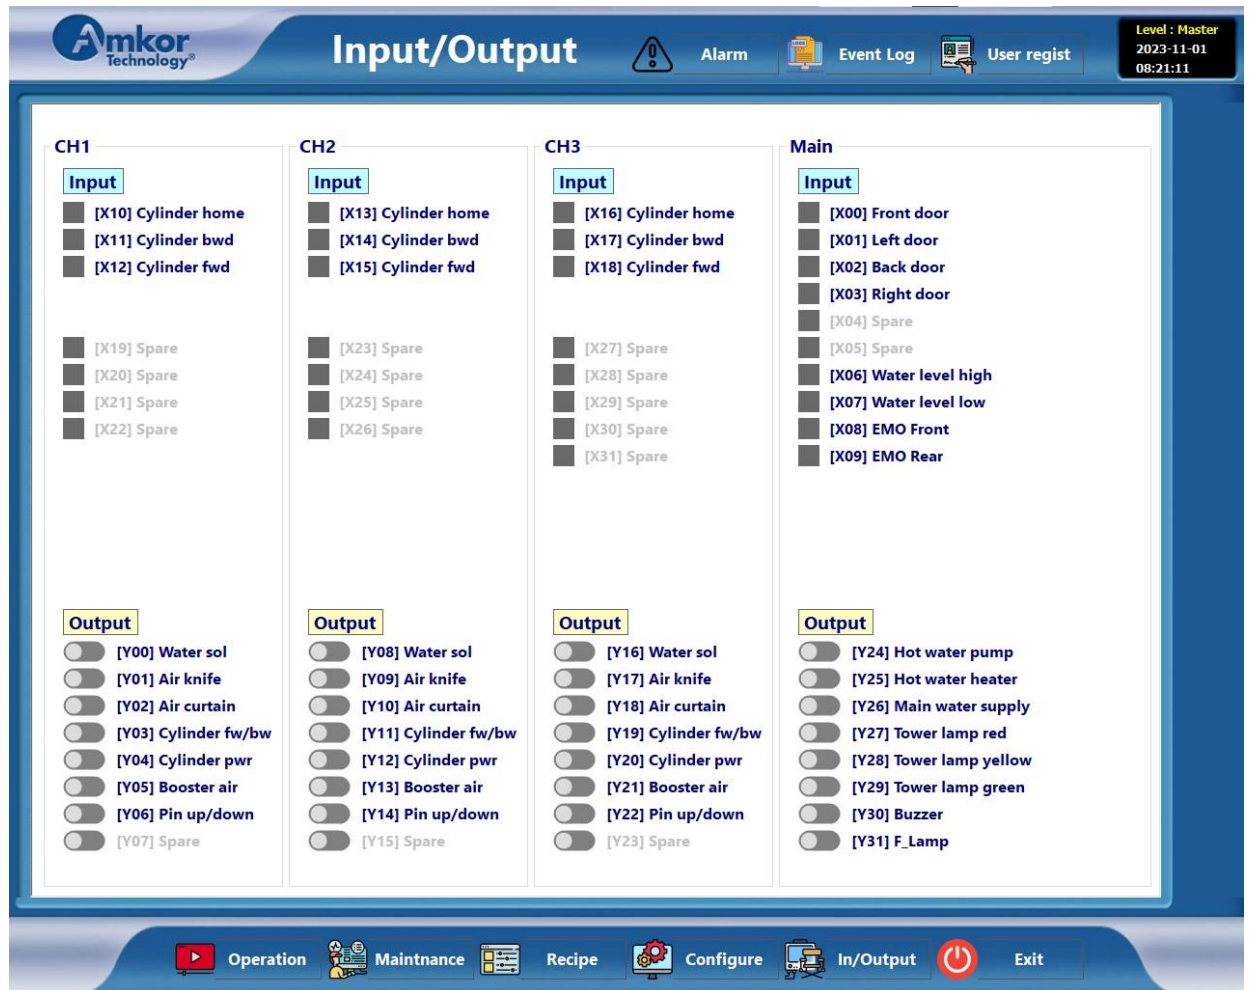 Amkor
Technology®
Input/Output
Alarm
Event Log
User regist
Level : Master
2023-11-01
08:21:11
CH1
Input
[X10] Cylinder home
[X11] Cylinder bwd
[X12] Cylinder fwd
[X19] Spare
[X20] Spare
[X21] Spare
[X22] Spare
Output
[Y00] Water sol
[Y01] Air knife
[Y02] Air curtain
[Y03] Cylinder fw/bw
[Y04] Cylinder pwr
[Y05] Booster air
[Y06] Pin up/down
[Y07] Spare
CH2
Input
[X13] Cylinder home
[X14] Cylinder bwd
[X15] Cylinder fwd
[X23] Spare
[X24] Spare
[X25] Spare
[X26] Spare
Output
[Y08] Water sol
[Y09] Air knife
[Y10] Air curtain
[Y11] Cylinder fw/bw
[Y12] Cylinder pwr
[Y13] Booster air
[Y14] Pin up/down
[Y15] Spare
CH3
Input
[X16] Cylinder home
[X17] Cylinder bwd
[X18] Cylinder fwd
[X27] Spare
[X28] Spare
[X29] Spare
[X30] Spare
[X31] Spare
Output
[Y16] Water sol
[Y17] Air knife
[Y18] Air curtain
[Y19] Cylinder fw/bw
[Y20] Cylinder pwr
[Y21] Booster air
[Y22] Pin up/down
[Y23] Spare
Main
Input
[X00] Front door
[X01] Left door
[X02] Back door
[X03] Right door
[X04] Spare
[X05] Spare
[X06] Water level high
[X07] Water level low
[X08] EMO Front
[X09] EMO Rear
Output
[Y24] Hot water pump
[Y25] Hot water heater
[Y26] Main water supply
[Y27] Tower lamp red
[Y28] Tower lamp yellow
[Y29] Tower lamp green
[Y30] Buzzer
[Y31] F_Lamp
Operation
Maintnance
Recipe
Configure
In/Output
Exit